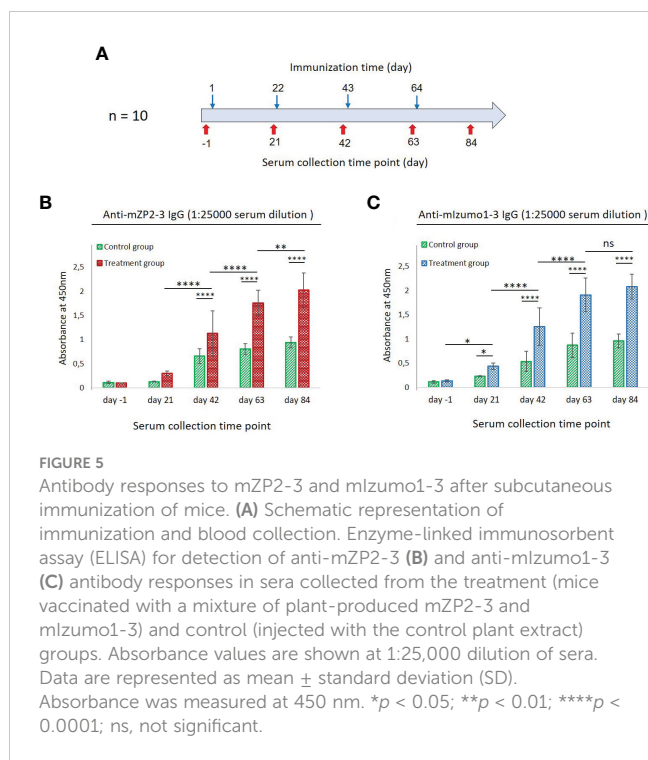 A
Immunization time (day)
1 22 43 64
n = 10
-1 21 42 63 84
Serum collection time point (day)
B
Anti-mZP2-3 IgG (1:25000 serum dilution )
Control group
Treatment group
Absorbance at 450nm
2,5
2
1,5
1
0,5
0
**** **** **
**** **** ****
day -1 day 21 day 42 day 63 day 84
Serum collection time point
C
Anti-mIzumo1-3 IgG (1:25000 serum dilution )
Control group
Treatment group
Absorbance at 450nm
2,5
2
1,5
1
0,5
0
* **** **** ns
* **** **** ****
day -1 day 21 day 42 day 63 day 84
Serum collection time point
FIGURE 5
Antibody responses to mZP2-3 and mIzumo1-3 after subcutaneous
immunization of mice. (A) Schematic representation of
immunization and blood collection. Enzyme-linked immunosorbent
assay (ELISA) for detection of anti-mZP2-3 (B) and anti-mIzumo1-3
(C) antibody responses in sera collected from the treatment (mice
vaccinated with a mixture of plant-produced mZP2-3 and
mIzumo1-3) and control (injected with the control plant extract)
groups. Absorbance values are shown at 1:25,000 dilution of sera.
Data are represented as mean ± standard deviation (SD).
Absorbance was measured at 450 nm. *p < 0.05; **p < 0.01; ****p <
0.0001; ns, not significant.